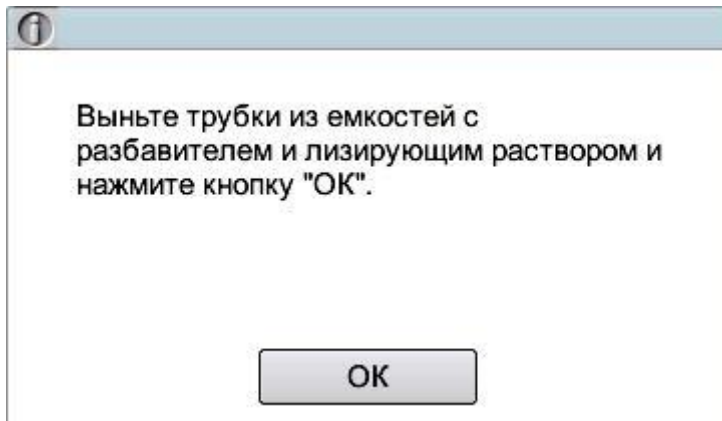 Выньте трубки из емкостей с
разбавителем и лизирующим раствором и
нажмите кнопку "ОК".
ОК